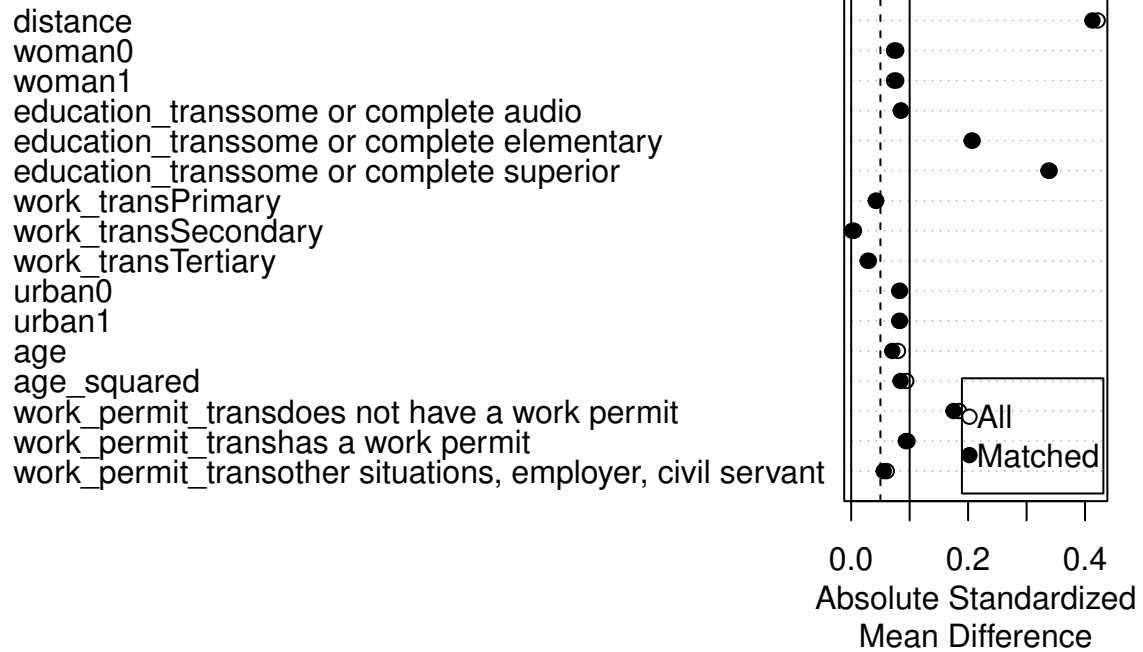 distance
woman0
woman1
education_transsome or complete audio
education_transsome or complete elementary
education_transsome or complete superior
work_transPrimary
work_transSecondary
work_transTertiary
urban0
urban1
age
age_squared
work_permit_transdoes not have a work permit
work_permit_transhas a work permit
work_permit_transother situations, employer, civil servant
All
Matched
0.0 0.2 0.4
Absolute Standardized
Mean Difference